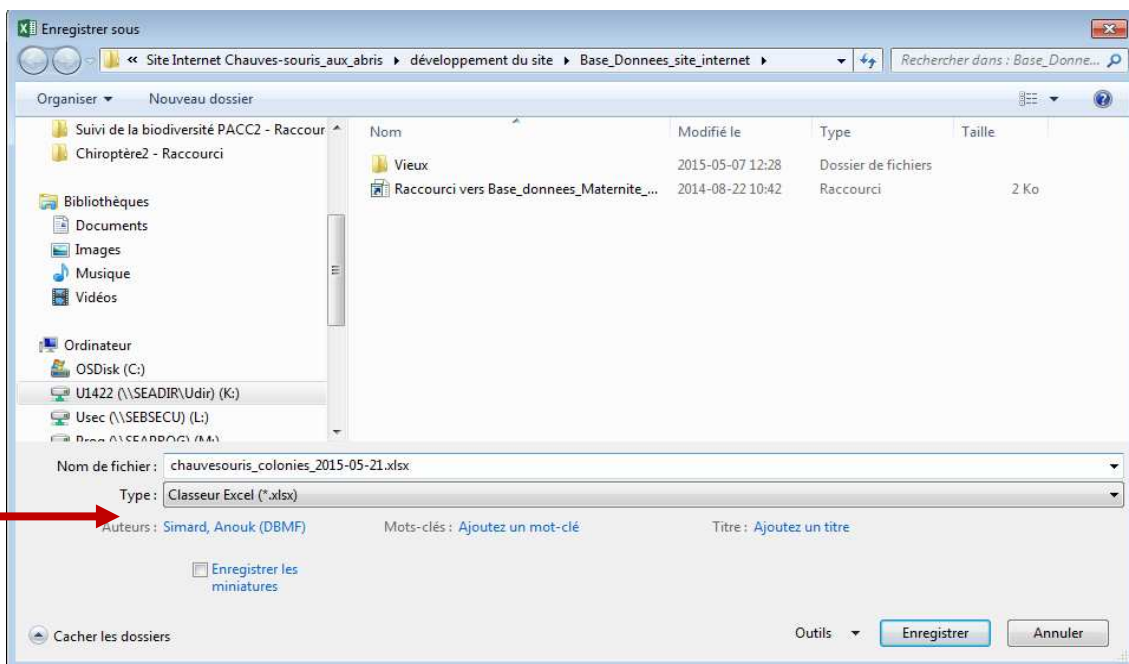 Enregistrer sous
« Site Internet Chauves-souris_aux_abris ▸ développement du site ▸ Base_Donnees_site_internet ▸ Rechercher dans : Base_Donne...
Organiser Nouveau dossier
Suivi de la biodiversité PACC2 - Raccour
Chiroptère2 - Raccourci
Bibliothèques
Documents
Images
Musique
Vidéos
Ordinateur
OSDisk (C:)
U1422 (\\SEADIR\Udir) (K:)
Usec (\\SEBSECU) (L:)
Prog (\\SEAPROG) (M:)
Nom Modifié le Type Taille
Vieux 2015-05-07 12:28 Dossier de fichiers
Raccourci vers Base_donnees_Maternite_... 2014-08-22 10:42 Raccourci 2 Ko
Nom de fichier : chauvesouris_colonies_2015-05-21.xlsx
Type : Classeur Excel (*.xlsx)
Auteurs : Simard, Anouk (DBMF) Mots-clés : Ajoutez un mot-clé Titre : Ajoutez un titre
Enregistrer les
miniatures
Cacher les dossiers Outils Enregistrer Annuler